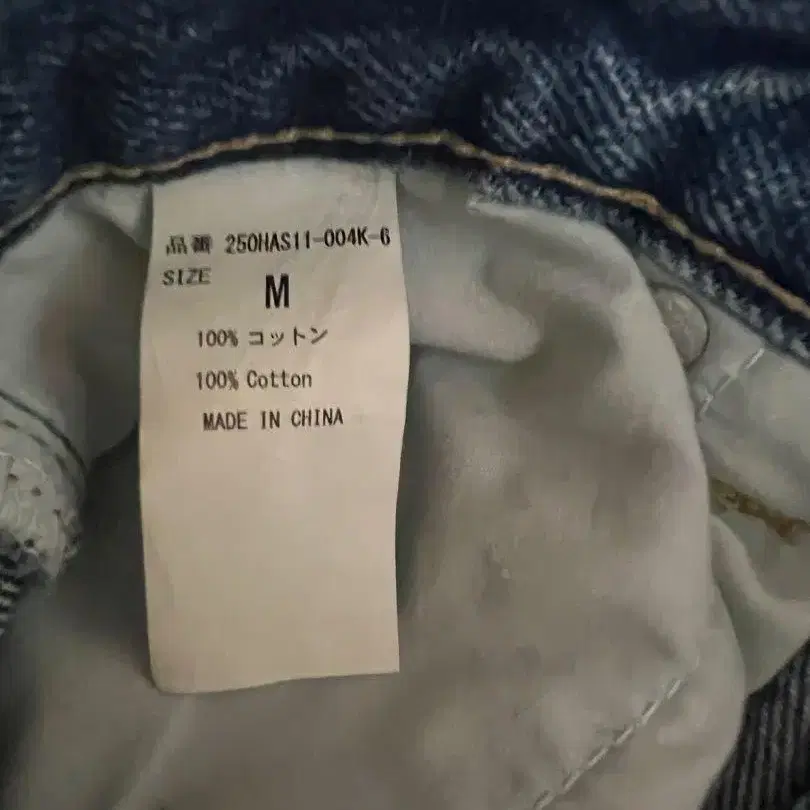 品番 250HAS11-004K-6
SIZE M
100% コットン
100% Cotton
MADE IN CHINA